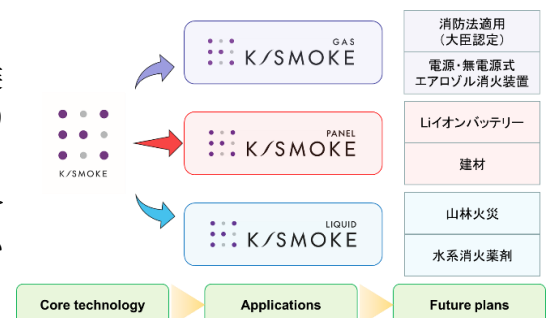 GAS
K/SMOKE
消防法適用
(大臣認定)
電源・無電源式
エアロゾル消火装置
K/SMOKE
PANEL
K/SMOKE
Liイオンバッテリー
建材
LIQUID
K/SMOKE
山林火災
水系消火薬剤
Core technology
Applications
Future plans